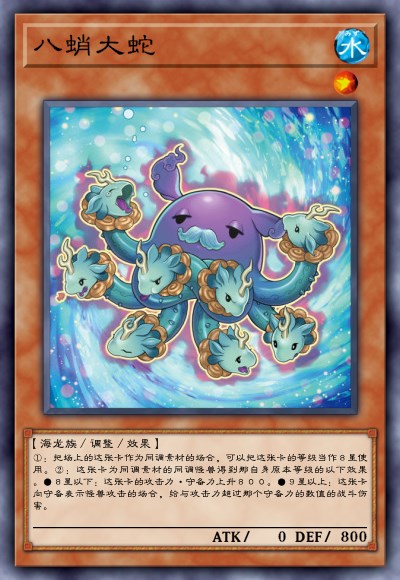 八蛸大蛇
水
【海龙族／调整／效果】
①：把场上的这张卡作为同调素材的场合，可以把这张卡的等级当作８星使
用。②：这张卡为同调素材的同调怪兽得到那自身原本等级的以下效果
。●８星以下：这张卡的攻击力·守备力上升８００。●９星以上：这张卡
向守备表示怪兽攻击的场合，给与攻击力超过那个守备力的数值的战斗伤
害。
ATK/ 0 DEF/ 800